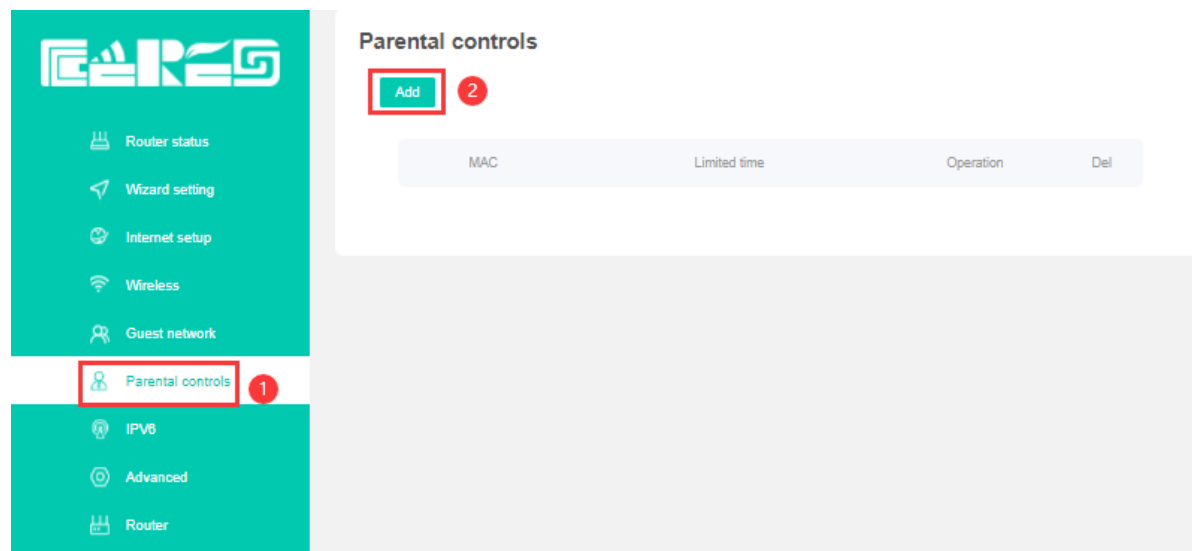 Parental controls
Add
2
MAC Limited time Operation Del
Router status
Wizard setting
Internet setup
Wireless
Guest network
Parental controls
1
IPV6
Advanced
Router